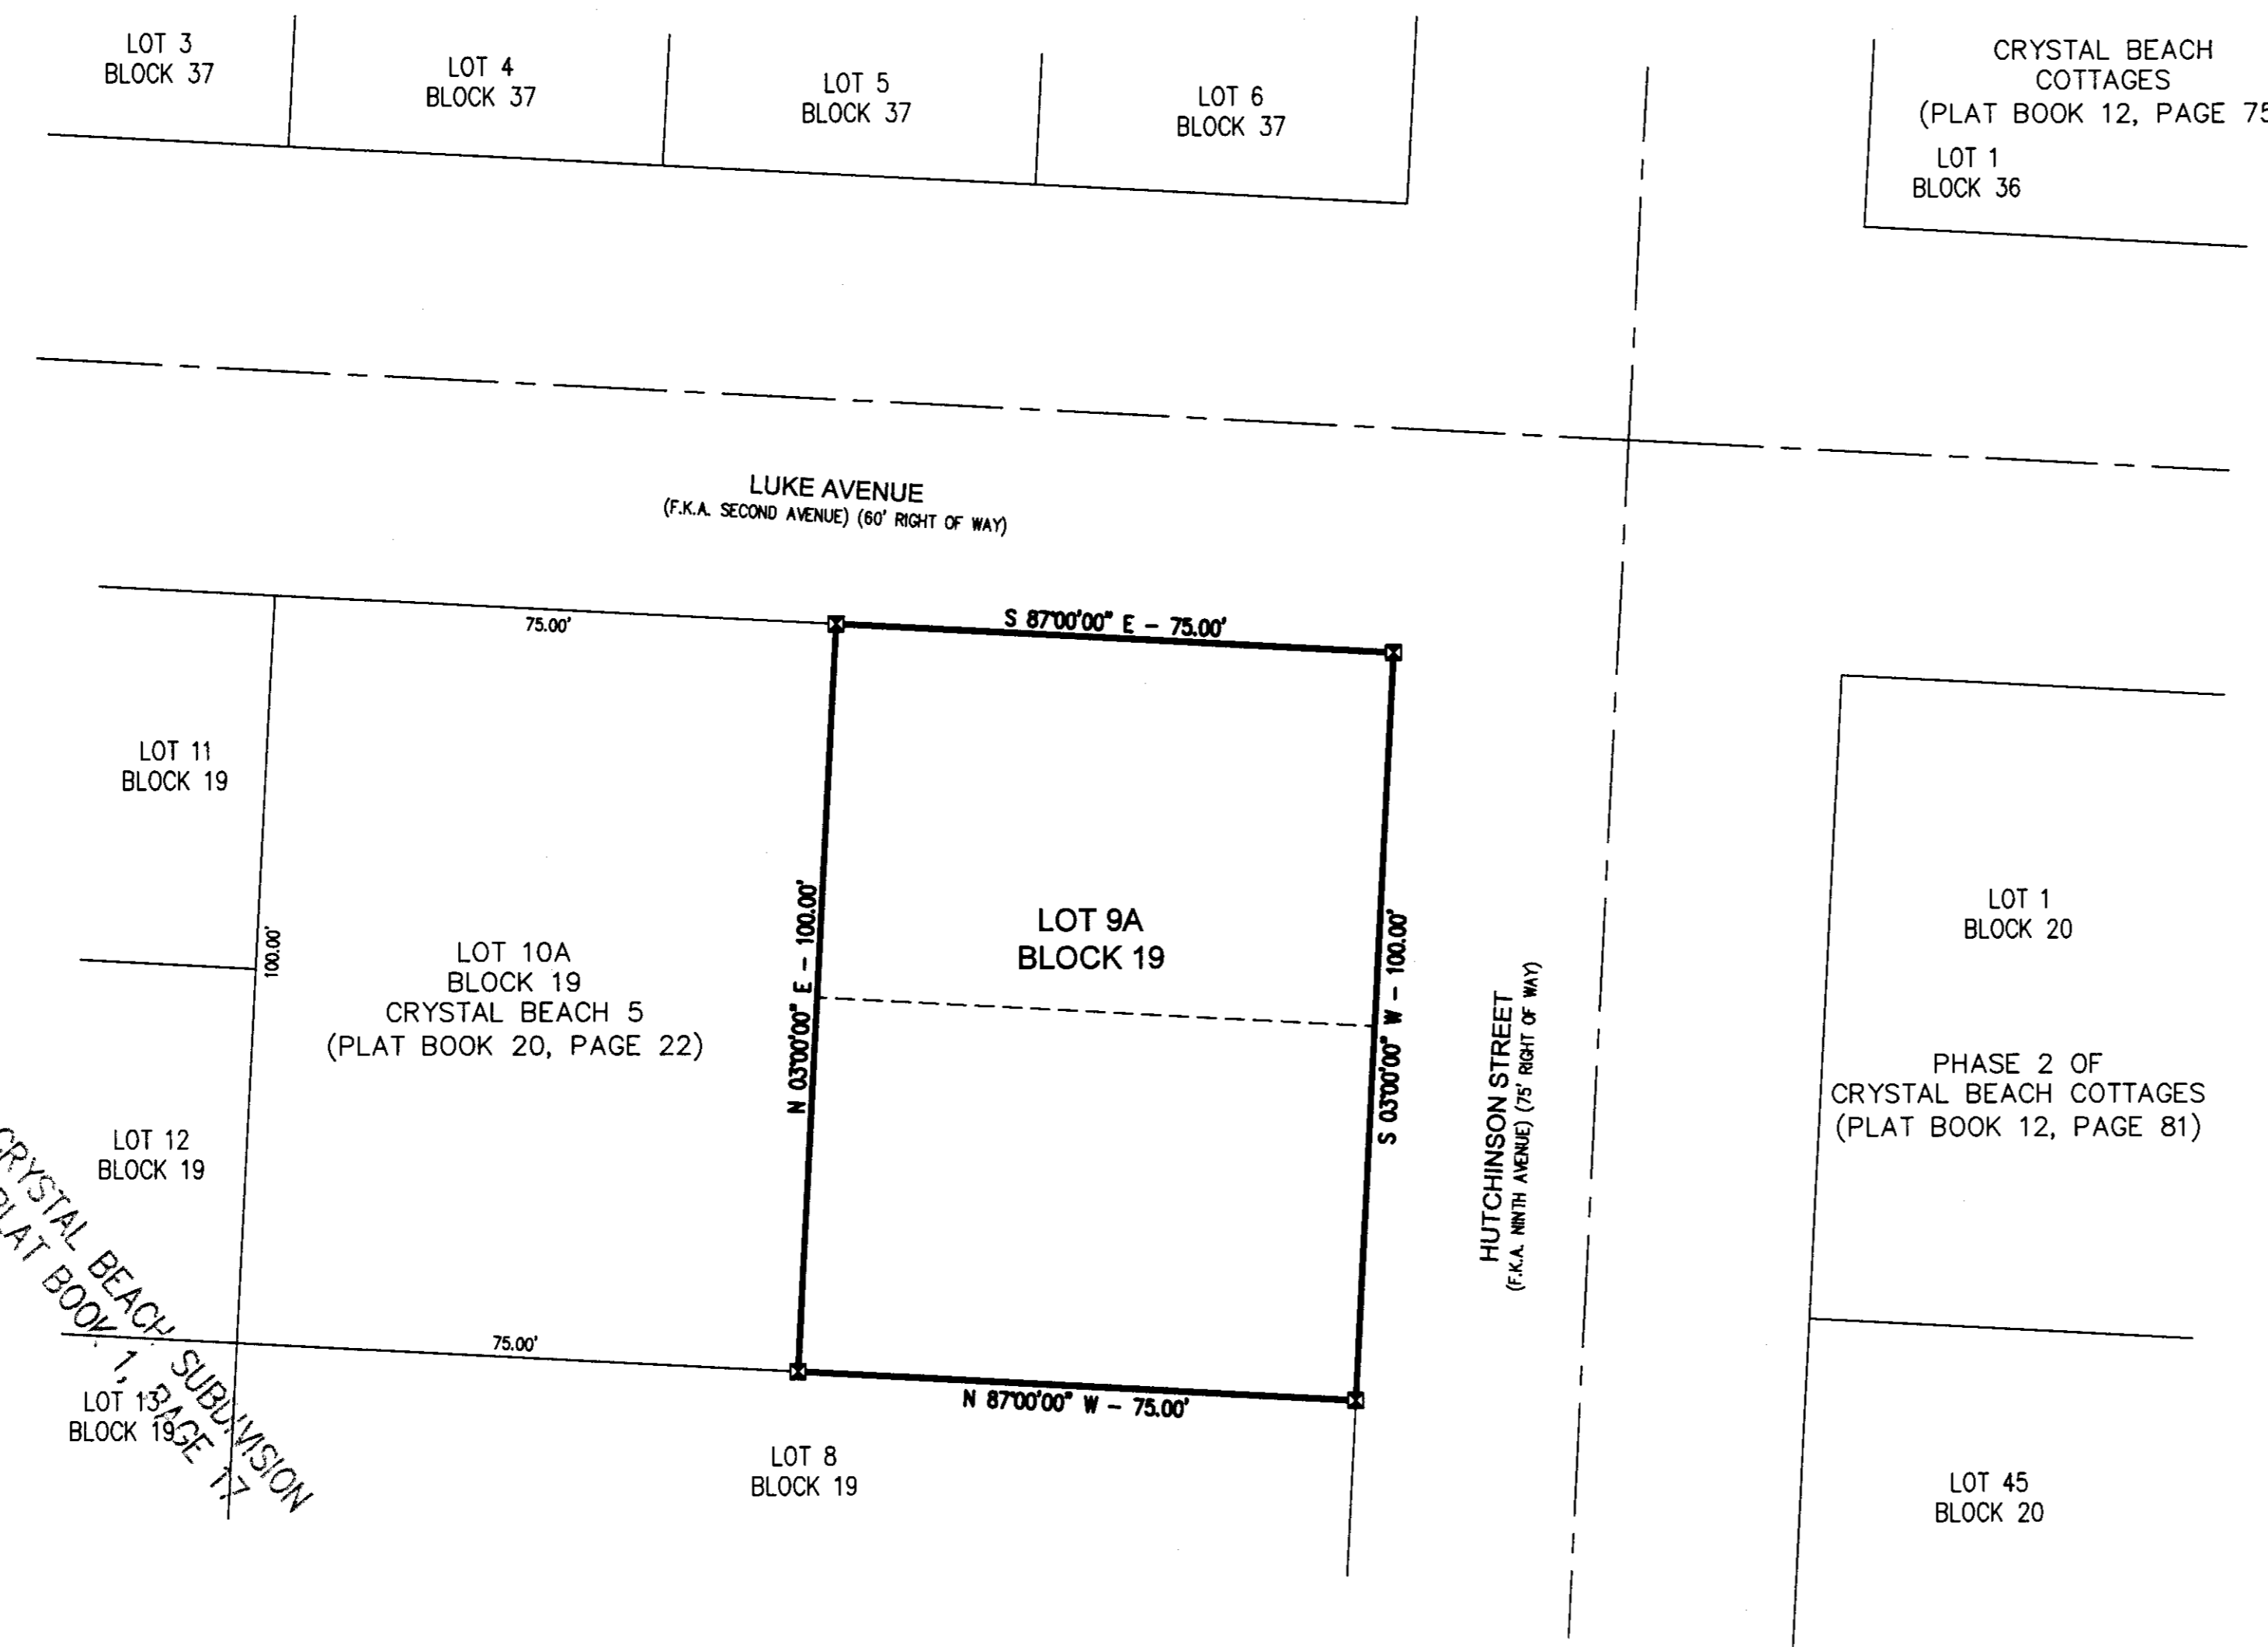 LOT 3
BLOCK 37
LOT 4
BLOCK 37
LOT 5
BLOCK 37
LOT 6
BLOCK 37
CRYSTAL BEACH
COTTAGES
(PLAT BOOK 12, PAGE 75
LOT 1
BLOCK 36
LUKE AVENUE
(F.K.A. SECOND AVENUE) (60' RIGHT OF WAY)
75.00'
S 87°00'00" E - 75.00'
LOT 11
BLOCK 19
100.00'
LOT 10A
BLOCK 19
CRYSTAL BEACH 5
(PLAT BOOK 20, PAGE 22)
N 03°00'00" E - 100.00'
LOT 9A
BLOCK 19
S 03°00'00" W - 100.00'
HUTCHINSON STREET
(F.K.A. NINTH AVENUE) (75' RIGHT OF WAY)
LOT 1
BLOCK 20
PHASE 2 OF
CRYSTAL BEACH COTTAGES
(PLAT BOOK 12, PAGE 81)
LOT 12
BLOCK 19
CRYSTAL BEACH SUBDIVISION
PLAT BOOK 1, PAGE 17
75.00'
N 87°00'00" W - 75.00'
LOT 13
BLOCK 19
LOT 8
BLOCK 19
LOT 45
BLOCK 20